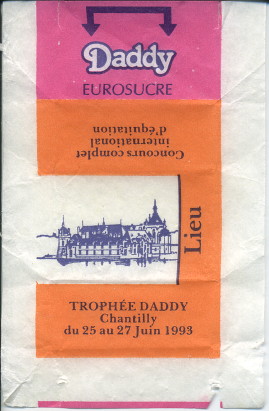 Daddy
EUROSUCRE
Concours complet
international
d'équitation
Lieu
TROPHÉE DADDY
Chantilly
du 25 au 27 Juin 1993